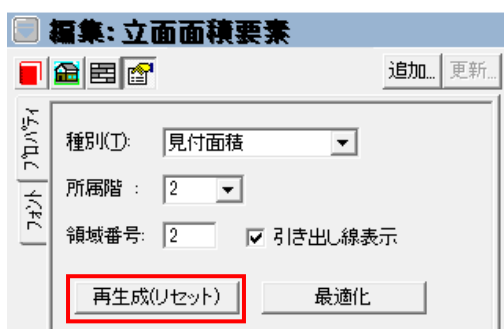 編集: 立面面積要素
追加... 更新...
プロパティ
フォント
種別(T): 見付面積
所属階 : 2
領域番号: 2 引き出し線表示
再生成(リセット) 最適化